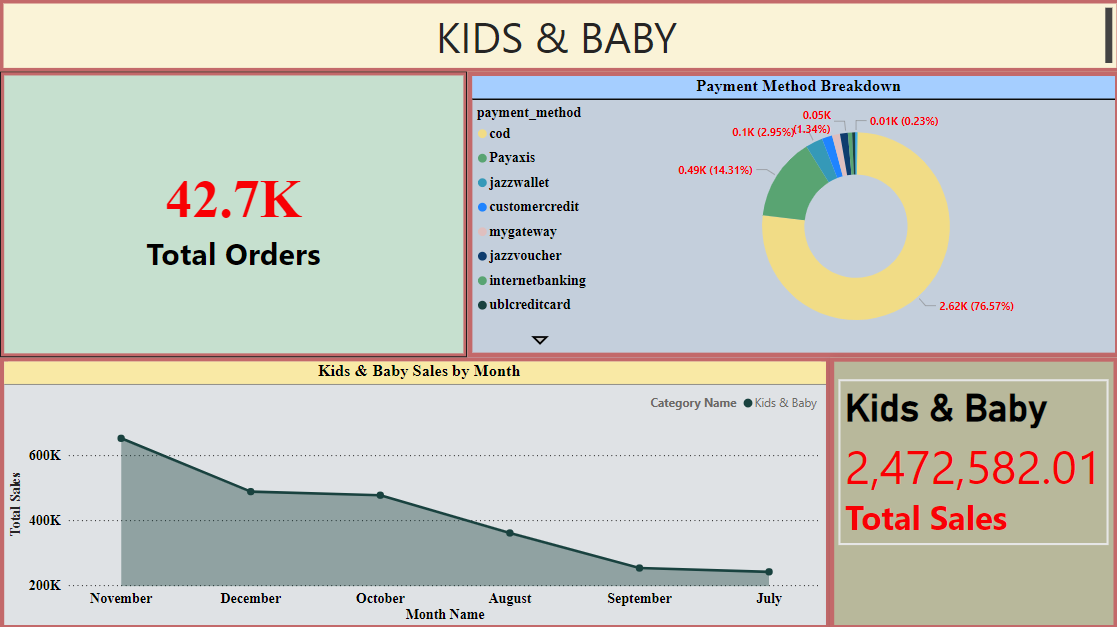 KIDS & BABY
42.7K
Total Orders
Payment Method Breakdown
payment_method
cod
Payaxis
jazzwallet
customercredit
mygateway
jazzvoucher
internetbanking
ublcreditcard
0.05K
(1.34%)
0.01K (0.23%)
0.1K (2.95%)
0.49K (14.31%)
2.62K (76.57%)
Kids & Baby Sales by Month
Category Name Kids & Baby
Total Sales
600K
400K
200K
November December October August September July
Month Name
Kids & Baby
2,472,582.01
Total Sales